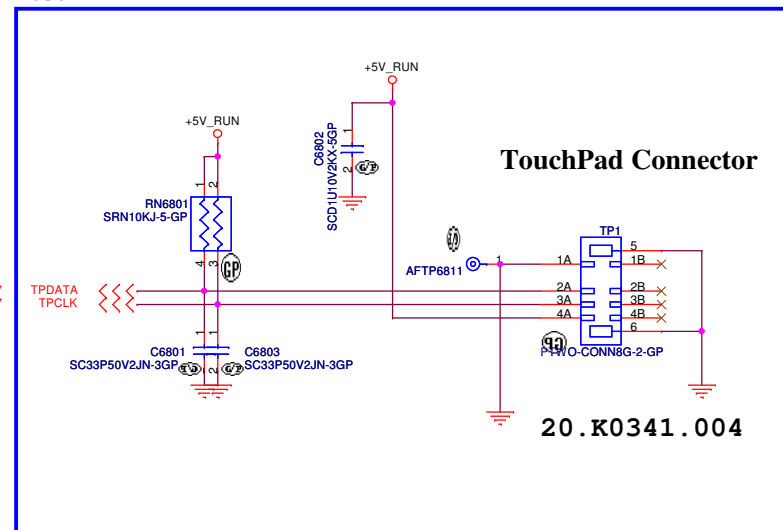 +5V_RUN
+5V_RUN
1
2
C6802
SCD1U10V2KX-5GP
G/P
TouchPad Connector
1
2
RN6801
SRN10KJ-5-GP
4
3
GP
TP1
5
AFTP6811
1
1A
1B
TPDATA
2A
2B
TPCLK
3A
3B
4A
4B
6
GP
PTWO-CONN8G-2-GP
1
1
C6801
C6803
SC33P50V2JN-3GP
SC33P50V2JN-3GP
2
2
G/P
20.K0341.004